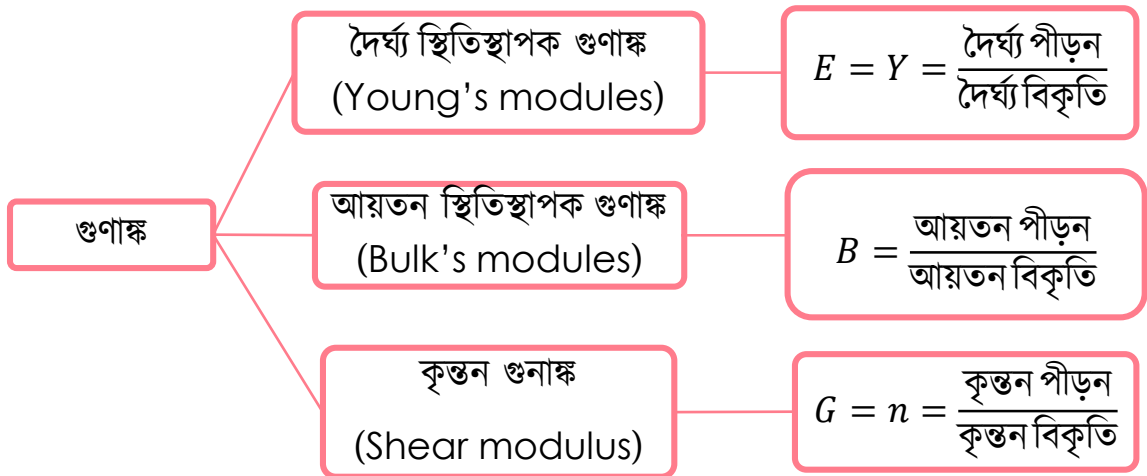 দৈর্ঘ্য স্থিতিস্থাপক গুণাঙ্ক
(Young's modules)
E = Y = দৈর্ঘ্য পীড়ন / দৈর্ঘ্য বিকৃতি
গুণাঙ্ক
আয়তন স্থিতিস্থাপক গুণাঙ্ক
(Bulk's modules)
B = আয়তন পীড়ন / আয়তন বিকৃতি
কৃন্তন গুনাঙ্ক
(Shear modulus)
G = n = কৃন্তন পীড়ন / কৃন্তন বিকৃতি